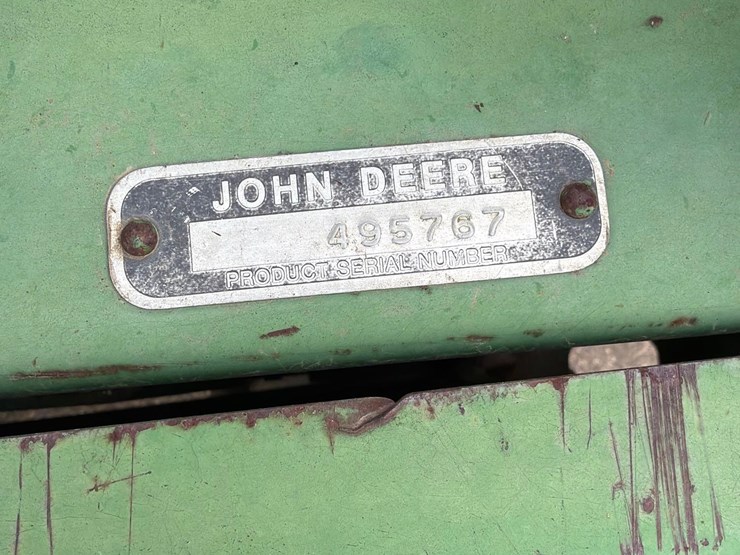 JOHN DEERE
495767
PRODUCT SERIAL NUMBER